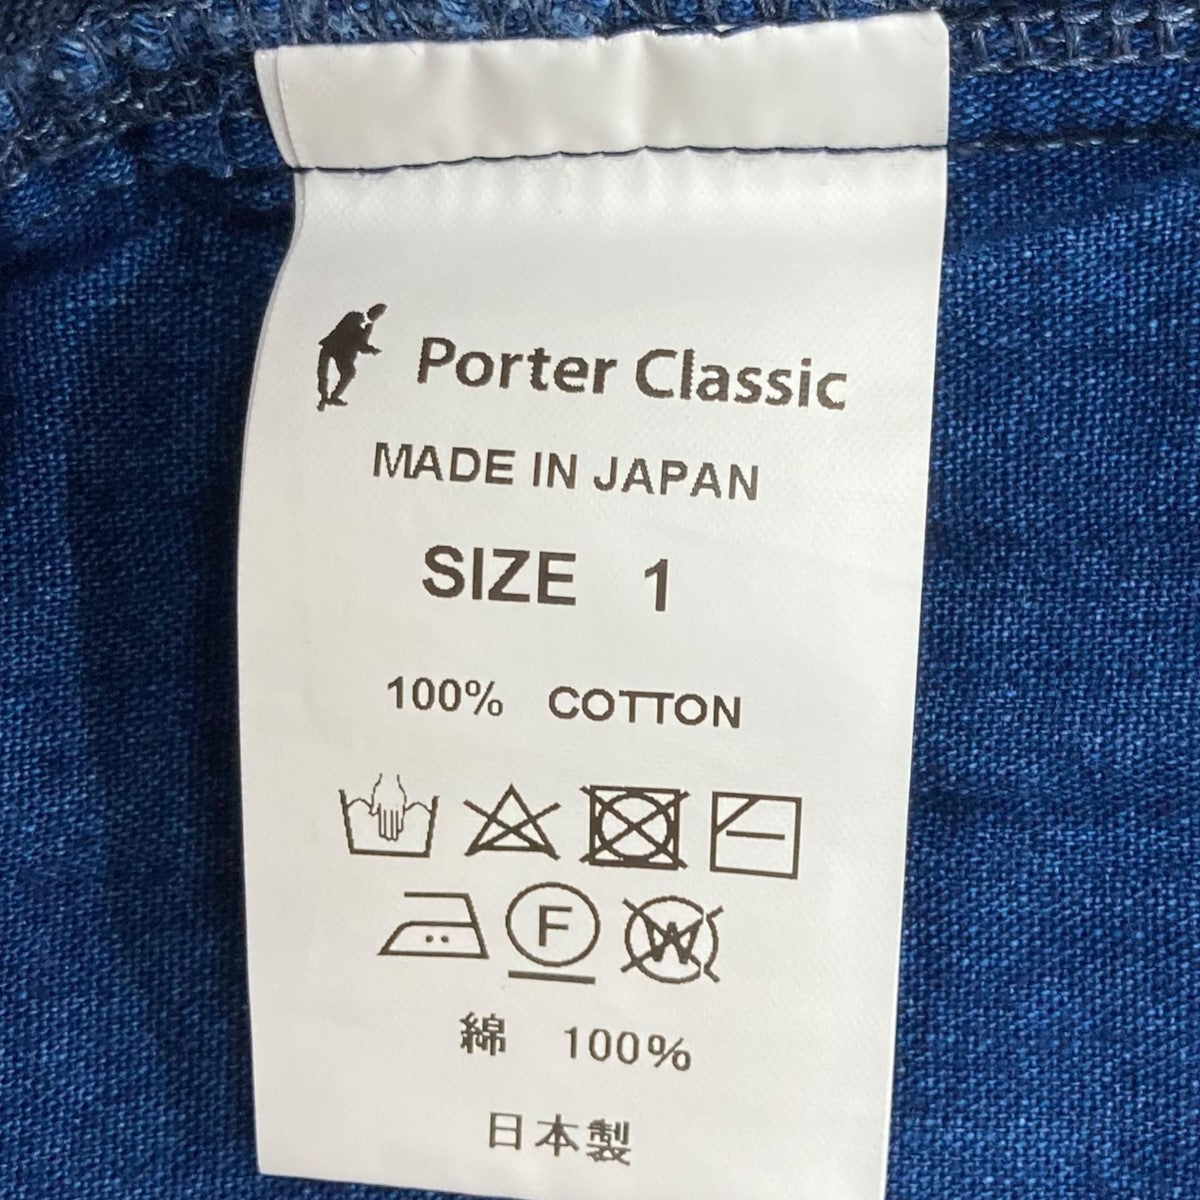 Porter Classic
MADE IN JAPAN
SIZE 1
100% COTTON
F W
綿 100%
日本製